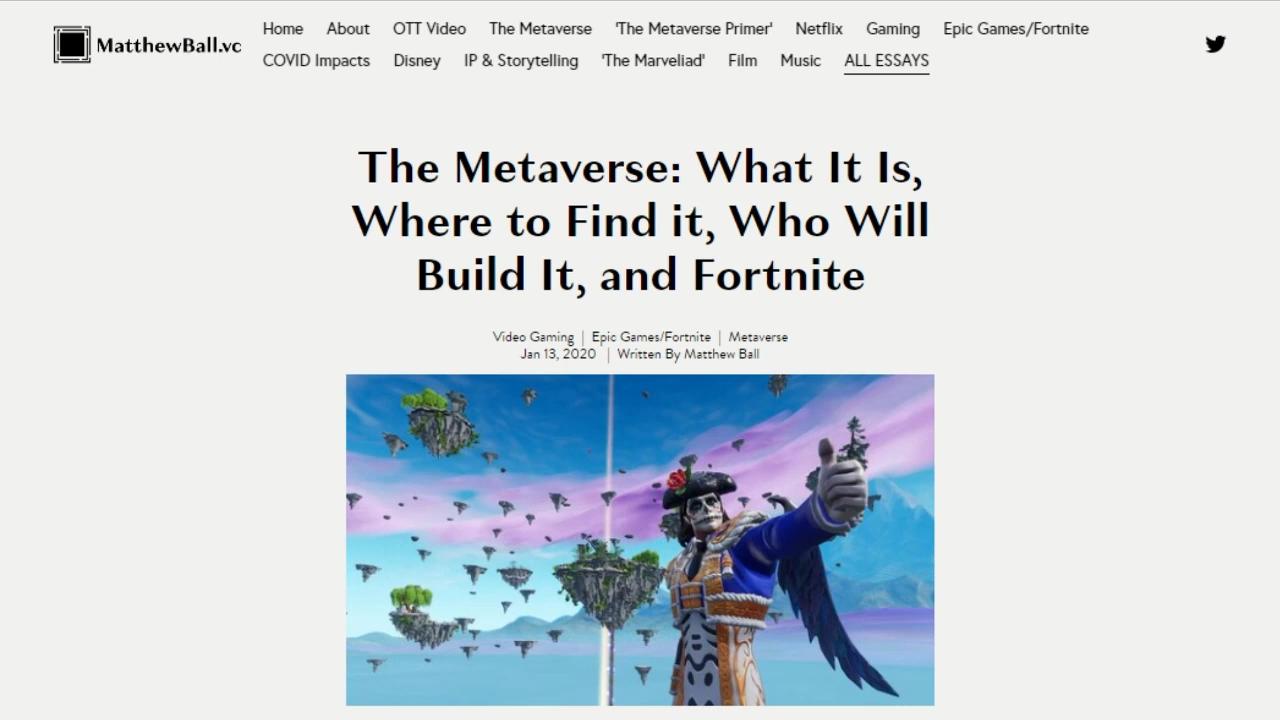 MatthewBall.vc
Home About OTT Video The Metaverse 'The Metaverse Primer' Netflix Gaming Epic Games/Fortnite
COVID Impacts Disney IP & Storytelling 'The Marveliad' Film Music ALL ESSAYS
The Metaverse: What It Is,
Where to Find it, Who Will
Build It, and Fortnite
Video Gaming | Epic Games/Fortnite | Metaverse
Jan 13, 2020 | Written By Matthew Ball